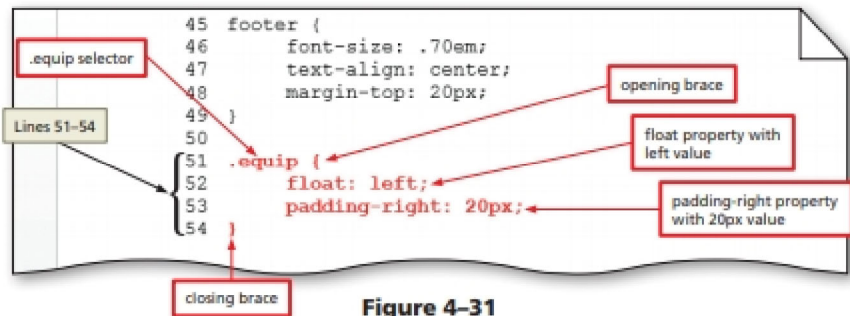 45 footer {
46 font-size: .70em;
47 text-align: center;
48 margin-top: 20px;
49 }
50
51 .equip {
52 float: left;
53 padding-right: 20px;
54 }
.equip selector
Lines 51–54
opening brace
float property with
left value
padding-right property
with 20px value
closing brace
Figure 4–31